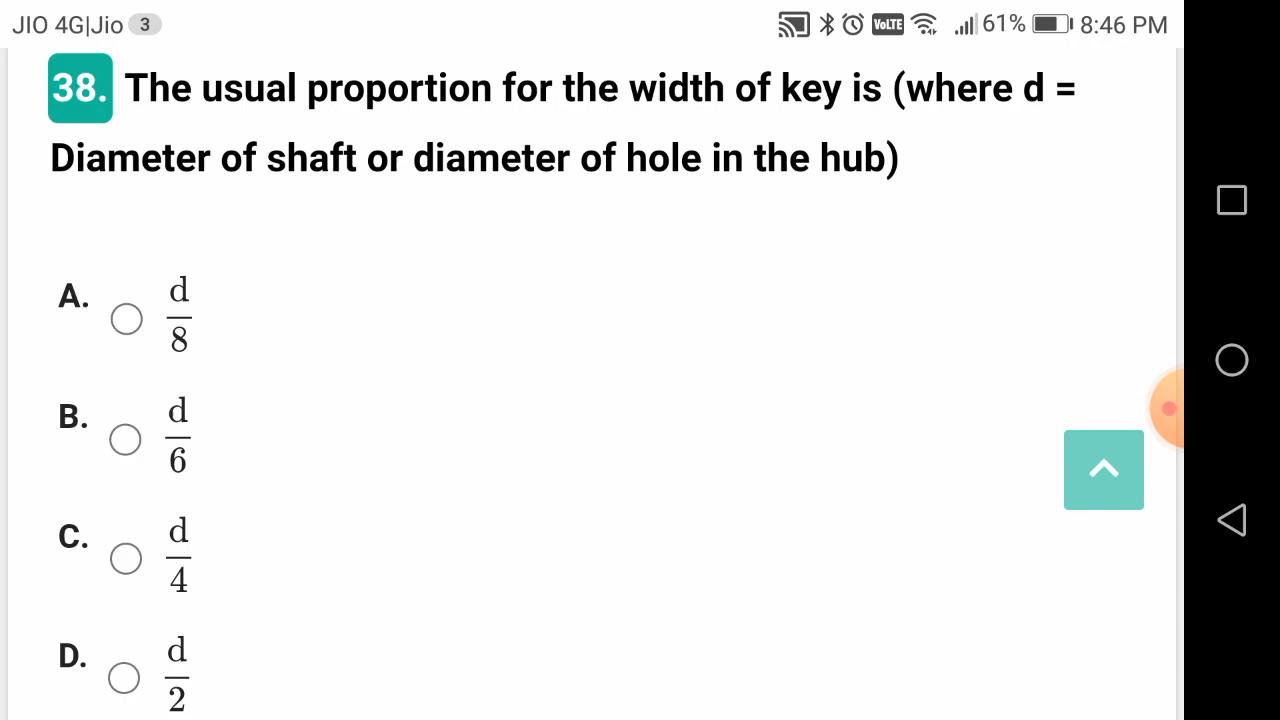 JIO 4G|Jio 3 VoLTE 61% 8:46 PM
38. The usual proportion for the width of key is (where d =
Diameter of shaft or diameter of hole in the hub)
A. d/8
B. d/6
C. d/4
D. d/2